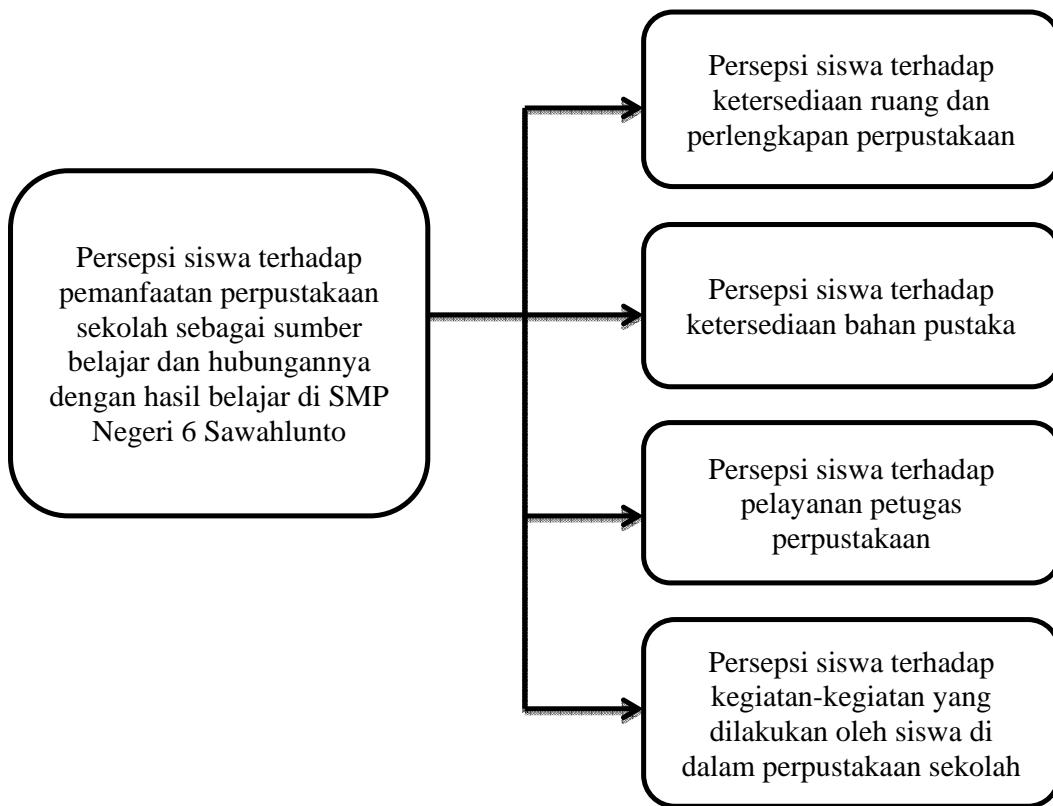 Persepsi siswa terhadap
pemanfaatan perpustakaan
sekolah sebagai sumber
belajar dan hubungannya
dengan hasil belajar di SMP
Negeri 6 Sawahlunto
Persepsi siswa terhadap
ketersediaan ruang dan
perlengkapan perpustakaan
Persepsi siswa terhadap
ketersediaan bahan pustaka
Persepsi siswa terhadap
pelayanan petugas
perpustakaan
Persepsi siswa terhadap
kegiatan-kegiatan yang
dilakukan oleh siswa di
dalam perpustakaan sekolah